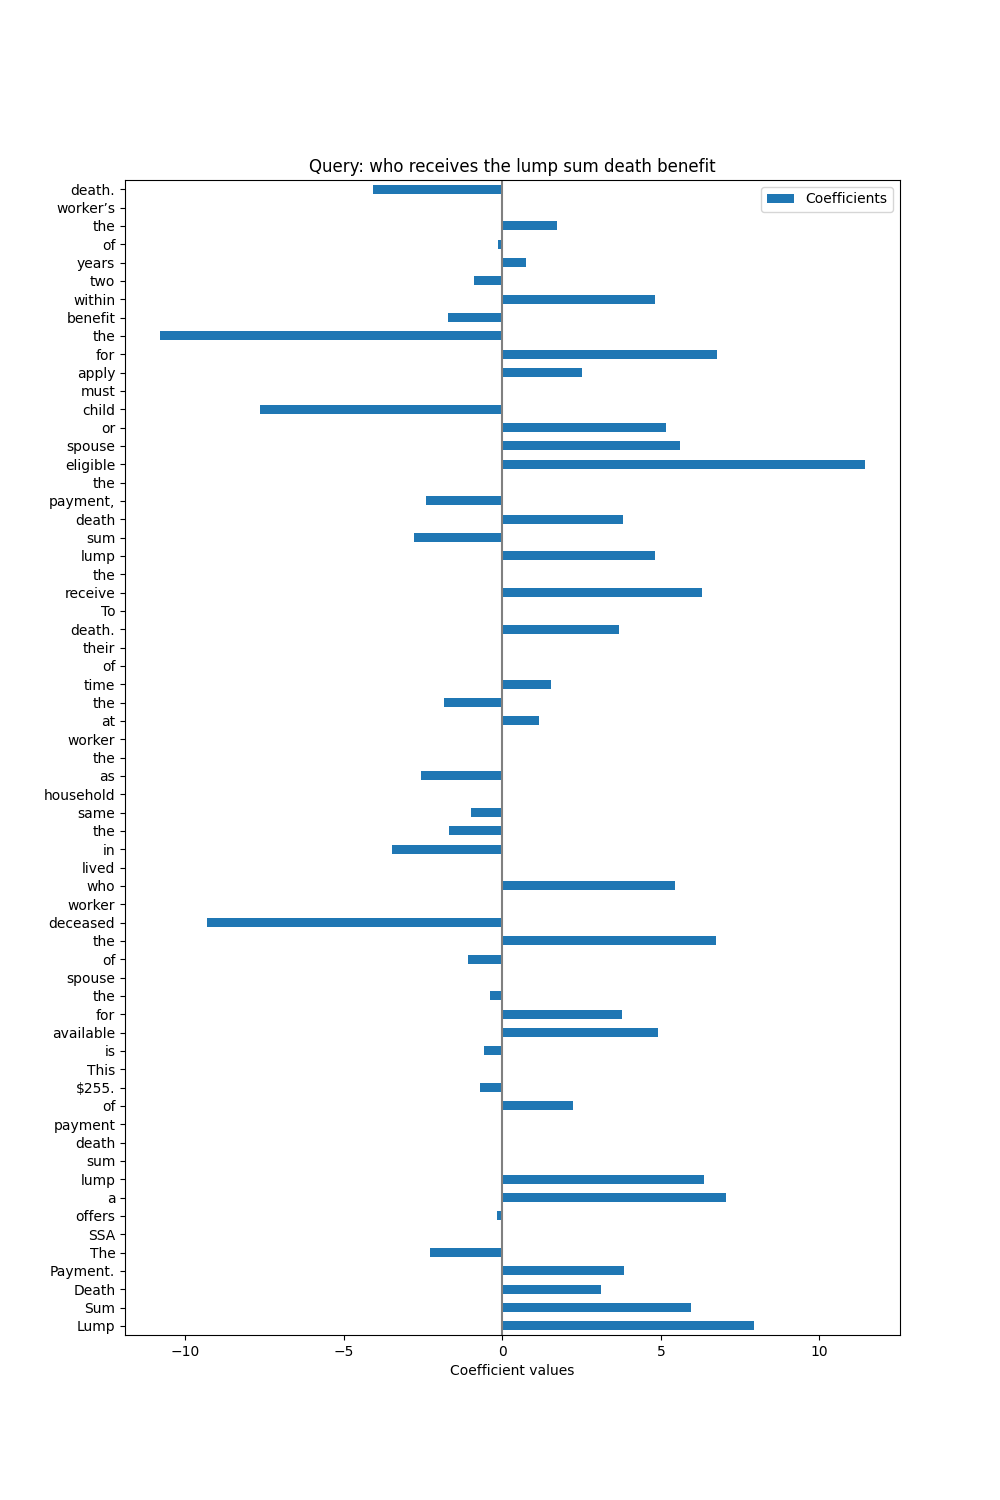 Query: who receives the lump sum death benefit
Coefficients
death.
worker’s
the
of
years
two
within
benefit
the
for
apply
must
child
or
spouse
eligible
the
payment,
death
sum
lump
the
receive
To
death.
their
of
time
the
at
worker
the
as
household
same
the
in
lived
who
worker
deceased
the
of
spouse
the
for
available
is
This
$255.
of
payment
death
sum
lump
a
offers
SSA
The
Payment.
Death
Sum
Lump
−10 −5 0 5 10
Coefficient values